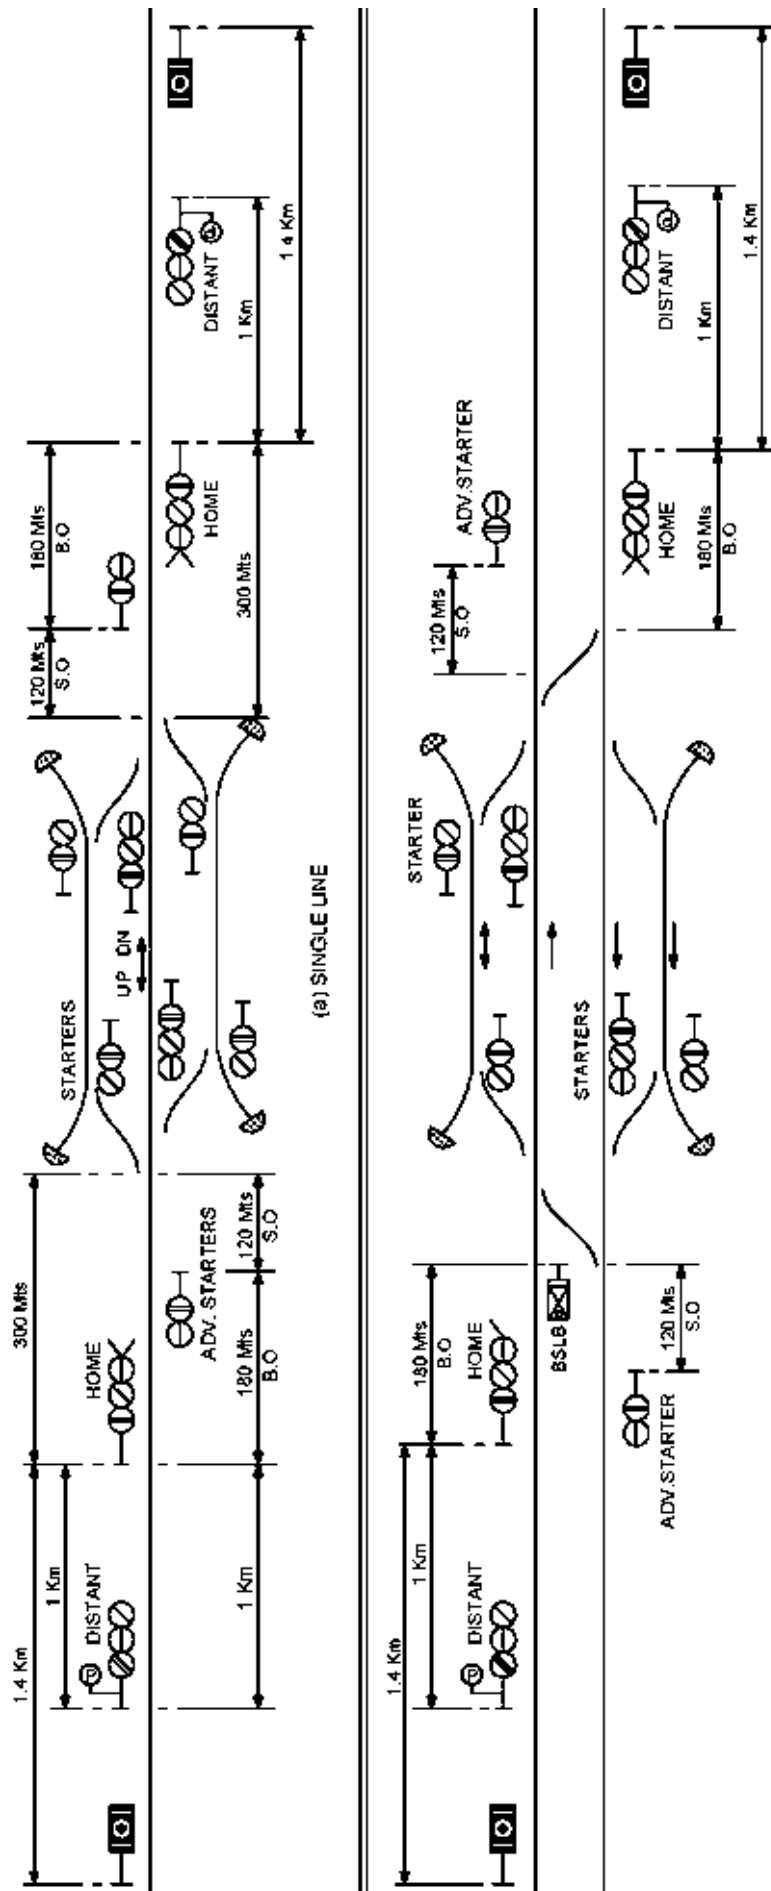 1.4 Km
1 Km
DISTANT
P
300 Mts
HOME
1 Km
180 Mts
B.O
120 Mts
S.O
ADV. STARTERS
STARTERS
UP DN
120 Mts
S.O
180 Mts
B.O
300 Mts
HOME
DISTANT
1 Km
1.4 Km
(a) SINGLE LINE
1.4 Km
1 Km
DISTANT
P
180 Mts
B.O
HOME
BSLB
120 Mts
S.O
ADV.STARTER
STARTERS
STARTER
120 Mts
S.O
ADV.STARTER
180 Mts
B.O
HOME
DISTANT
1 Km
1.4 Km